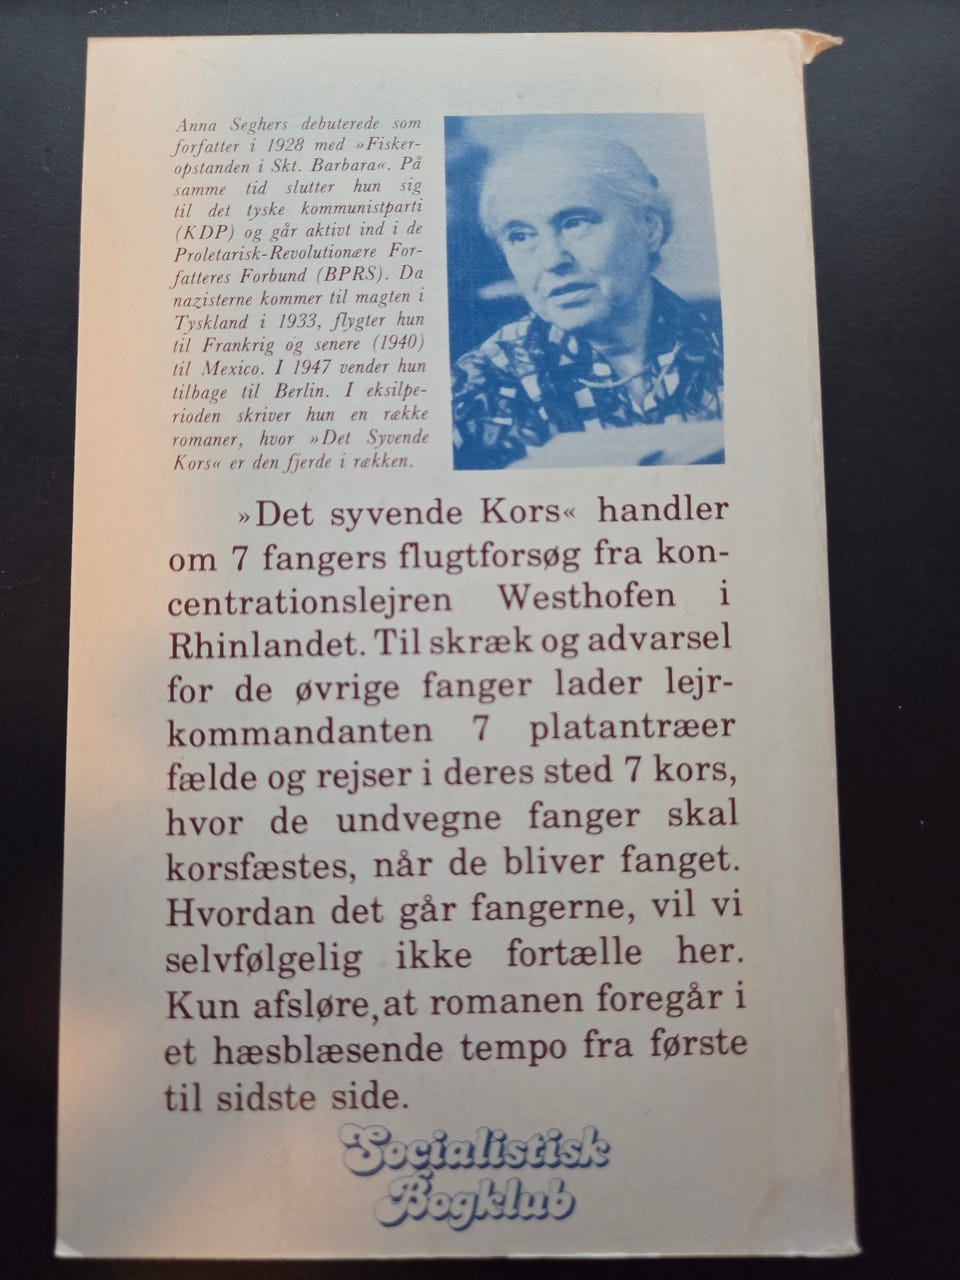 Anna Seghers debuterede som
forfatter i 1928 med »Fisker-
opstanden i Skt. Barbara«. På
samme tid slutter hun sig
til det tyske kommunistparti
(KDP) og går aktivt ind i de
Proletarisk-Revolutionære For-
fatteres Forbund (BPRS). Da
nazisterne kommer til magten i
Tyskland i 1933, flygter hun
til Frankrig og senere (1940)
til Mexico. I 1947 vender hun
tilbage til Berlin. I eksilpe-
rioden skriver hun en række
romaner, hvor »Det Syvende
Kors« er den fjerde i rækken.
»Det syvende Kors« handler
om 7 fangers flugtforsøg fra kon-
centrationslejren Westhofen i
Rhinlandet. Til skræk og advarsel
for de øvrige fanger lader lejr-
kommandanten 7 platantræer
fælde og rejser i deres sted 7 kors,
hvor de undvegne fanger skal
korsfæstes, når de bliver fanget.
Hvordan det går fangerne, vil vi
selvfølgelig ikke fortælle her.
Kun afsløre,at romanen foregår i
et hæsblæsende tempo fra første
til sidste side.
Socialistisk
Bogklub